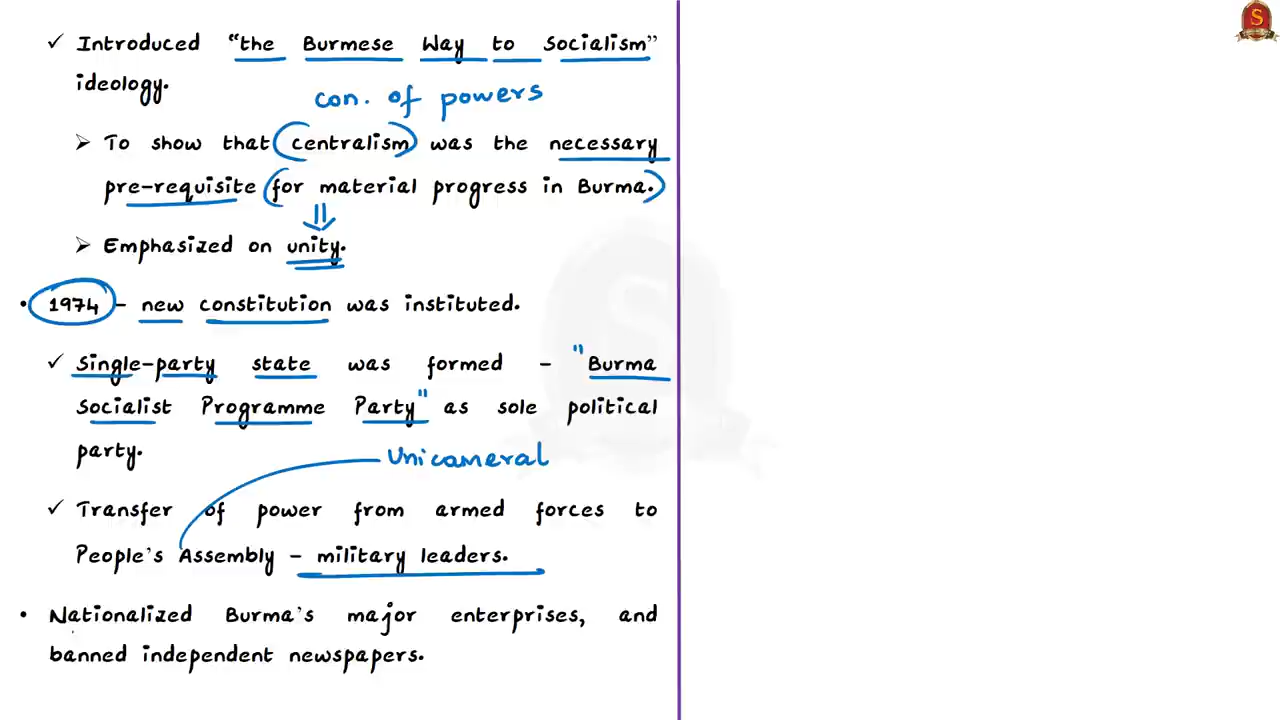 ✓ Introduced “the Burmese Way to Socialism”
ideology.
con. of powers
➢ To show that (centralism) was the necessary
pre-requisite (for material progress in Burma.)
⇓
➢ Emphasized on unity.
• 1974 - new constitution was instituted.
✓ Single-party state was formed - "Burma
Socialist Programme Party" as sole political
party.
Unicameral
✓ Transfer of power from armed forces to
People's Assembly - military leaders.
• Nationalized Burma's major enterprises, and
banned independent newspapers.
S
S